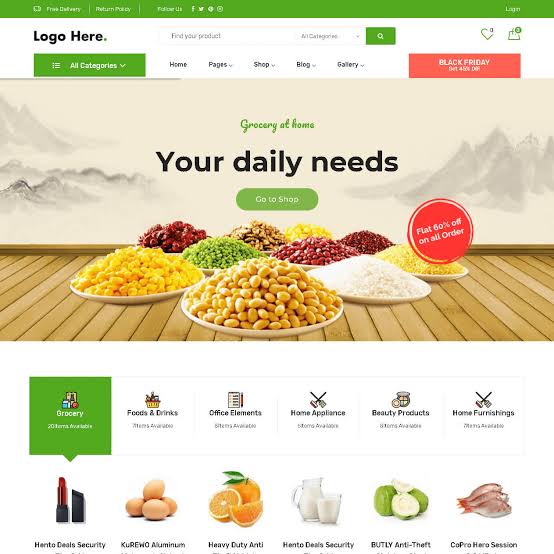 Free Delivery Return Policy Follow Us Login
Logo Here. Find your product All Categories 0 0
All Categories Home Pages Shop Blog Gallery BLACK FRIDAY
Get 45% Off
Grocery at home
Your daily needs
Go to Shop
Flat 60% off
on all Order
Grocery Foods & Drinks Office Elements Home Appliance Beauty Products Home Furnishings
20Items Available 7Items Available 6Items Available 5Items Available 6Items Available 7Items Available
Hento Deals Security KUREWO Aluminum Heavy Duty Anti Hento Deals Security BUTLY Anti-Theft CoPro Hero Session